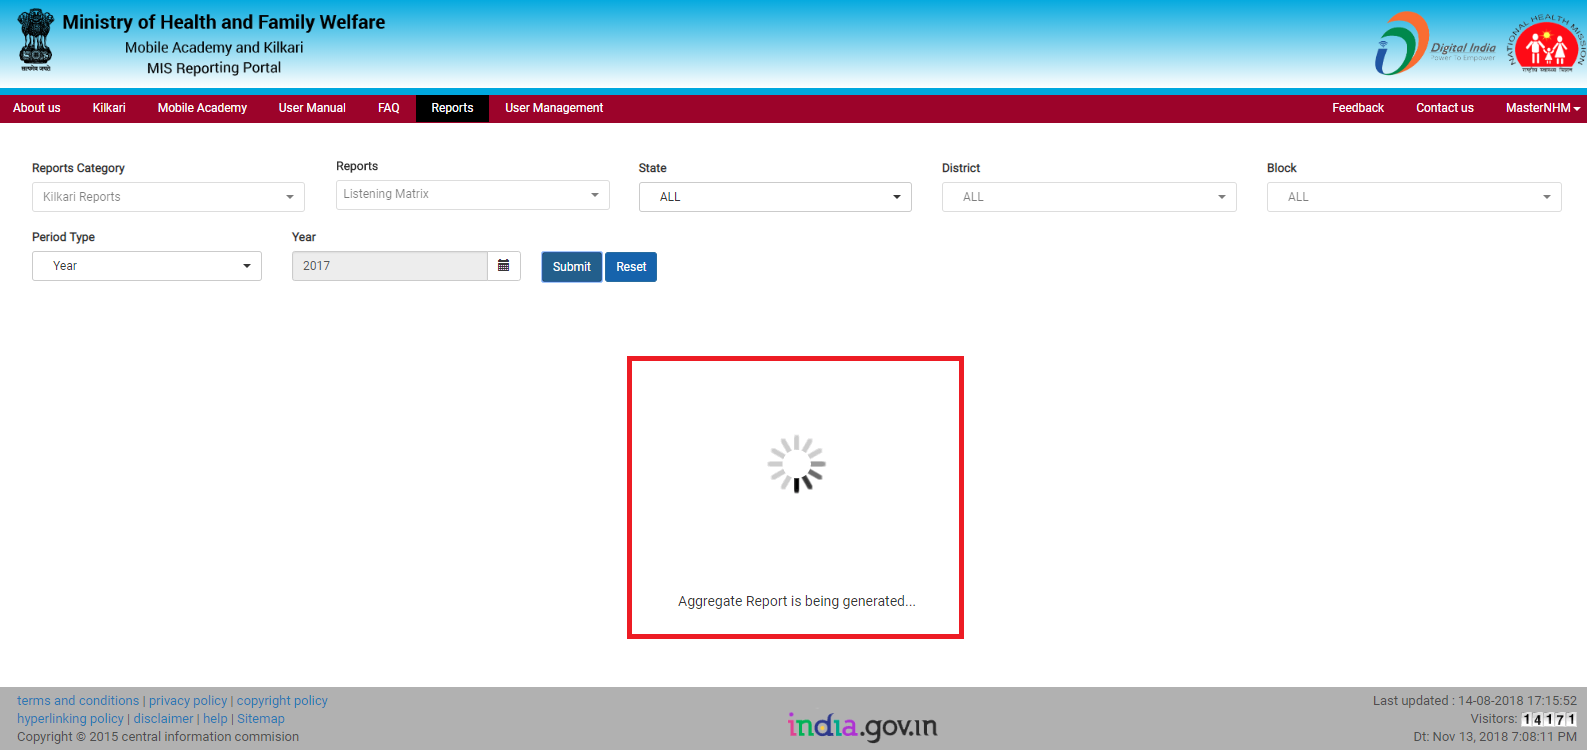 Ministry of Health and Family Welfare
Mobile Academy and Kilkari
MIS Reporting Portal
सत्यमेव जयते
Digital India
Power To Empower
NATIONAL HEALTH MISSION
राष्ट्रीय स्वास्थ्य मिशन
About us Kilkari Mobile Academy User Manual FAQ Reports User Management Feedback Contact us MasterNHM
Reports Category Reports State District Block
Kilkari Reports Listening Matrix ALL ALL ALL
Period Type Year
Year 2017 Submit Reset
Aggregate Report is being generated...
terms and conditions | privacy policy | copyright policy
hyperlinking policy | disclaimer | help | Sitemap
Copyright © 2015 central information commision
india.gov.in
Last updated : 14-08-2018 17:15:52
Visitors: 14171
Dt: Nov 13, 2018 7:08:11 PM